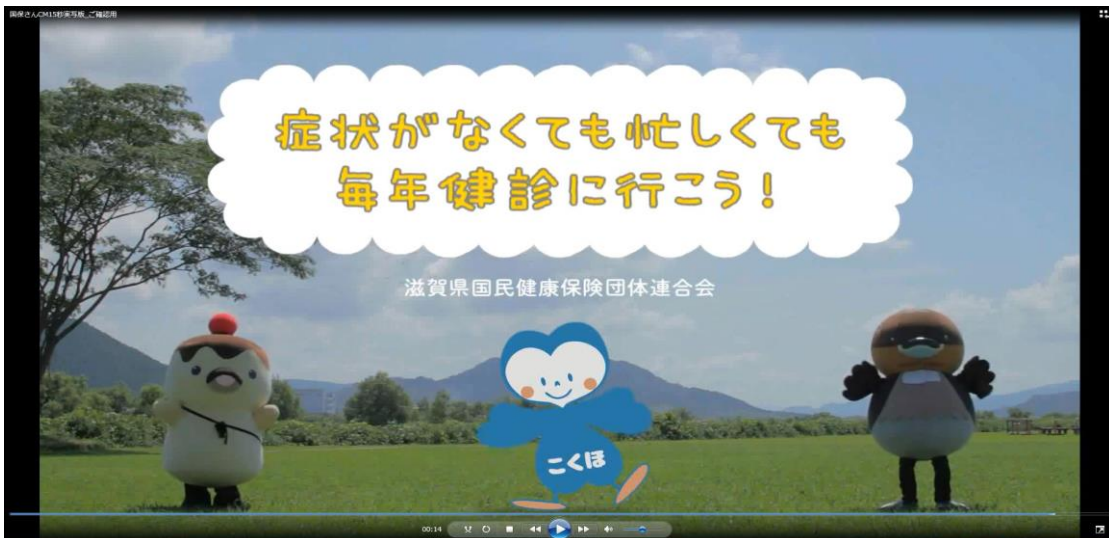 国保さんCM15秒実写版_ご確認用
症状がなくても忙しくても
毎年健診に行こう!
滋賀県国民健康保険団体連合会
こくほ
00:14